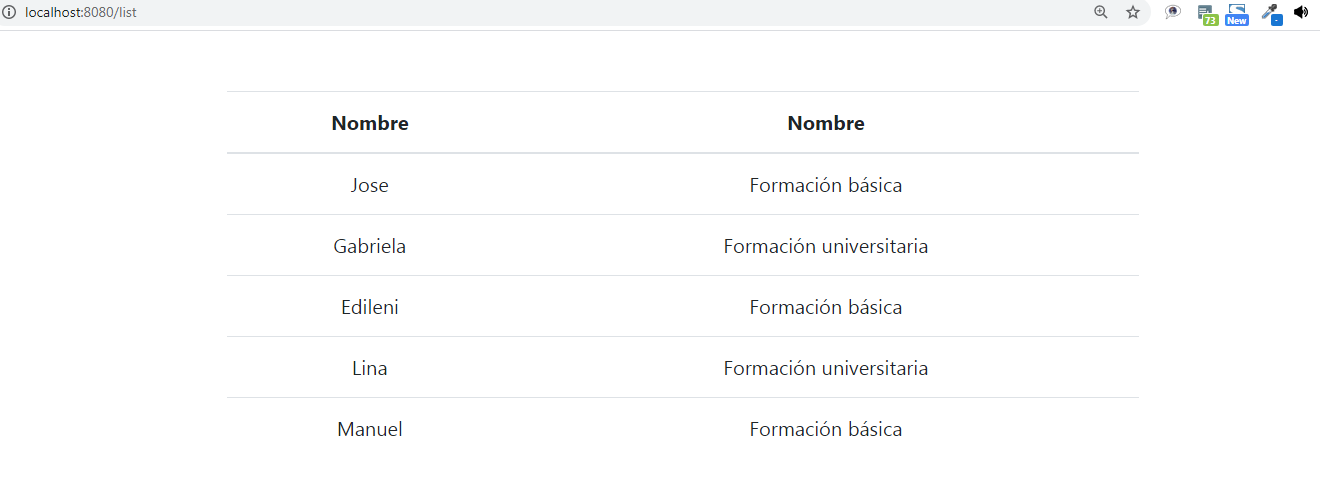 localhost:8080/list
73 New -
Nombre Nombre
Jose Formación básica
Gabriela Formación universitaria
Edileni Formación básica
Lina Formación universitaria
Manuel Formación básica